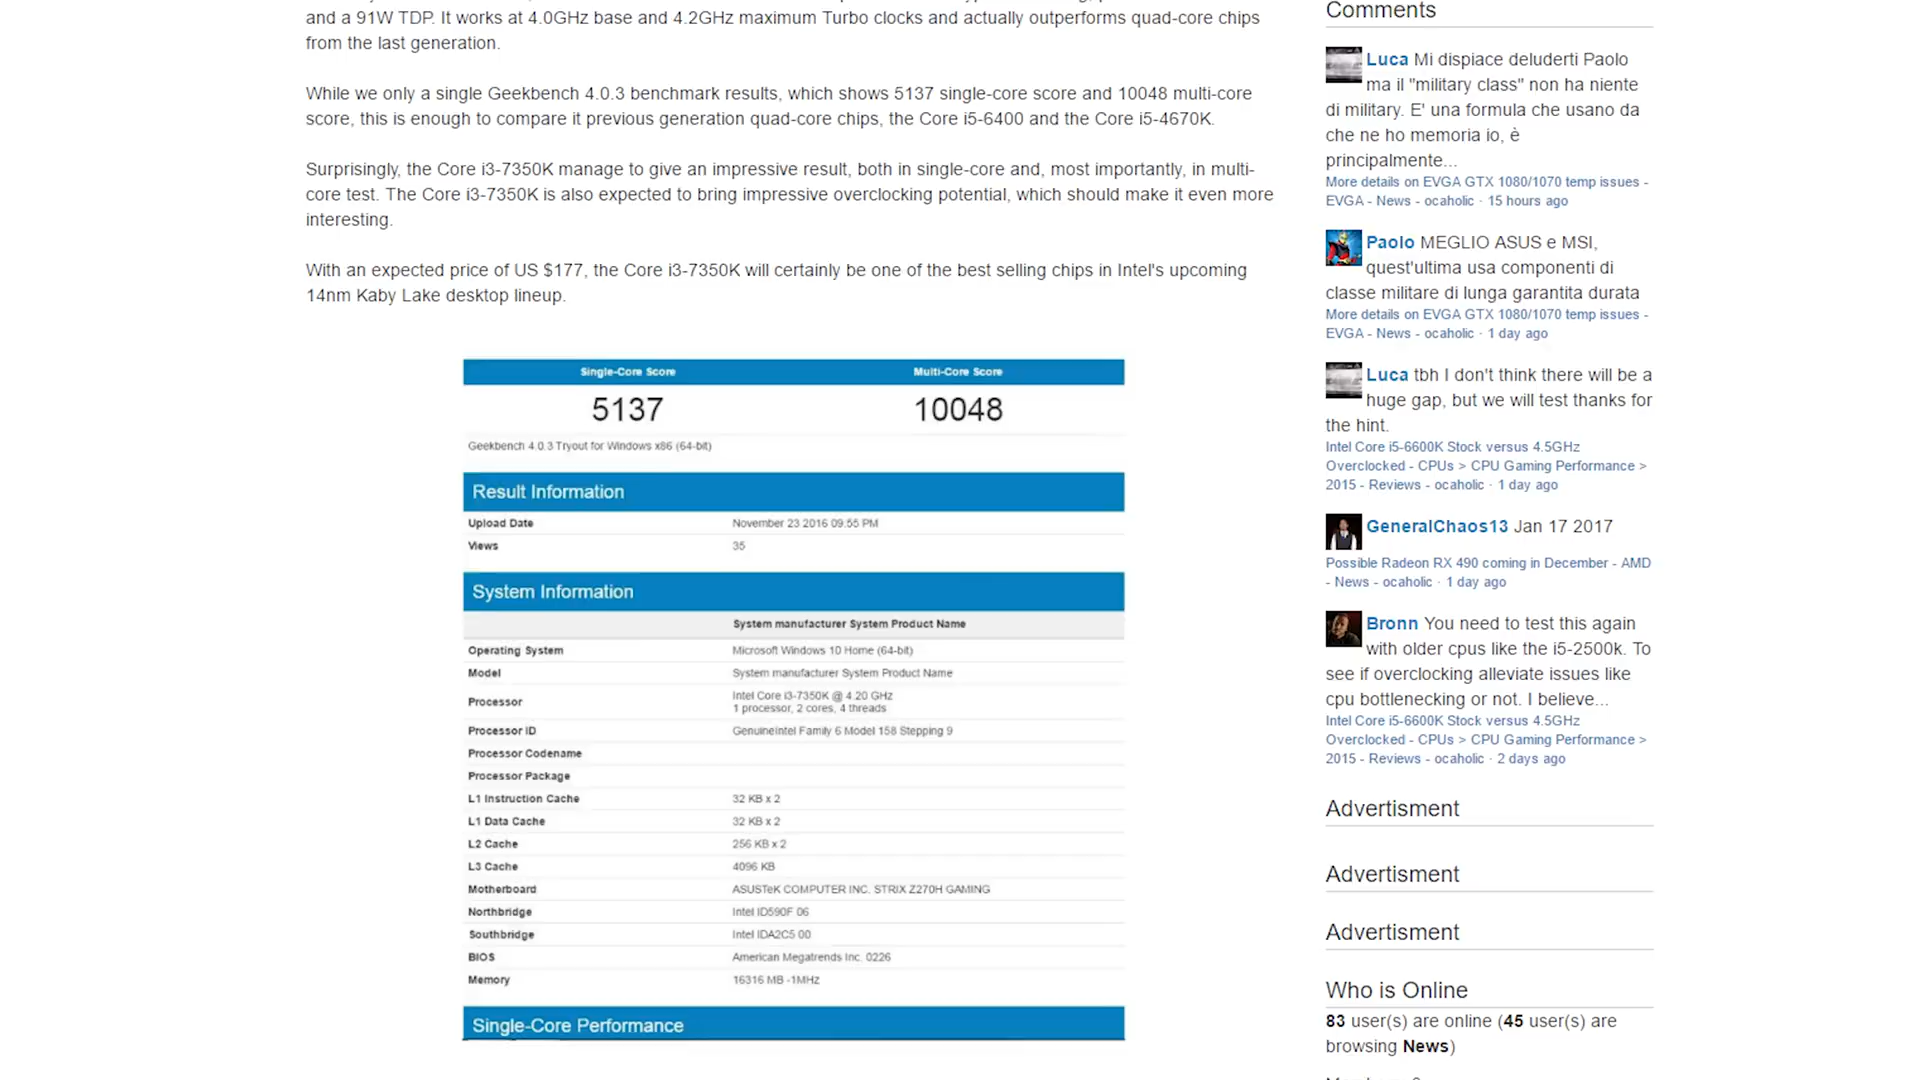 and a 91W TDP. It works at 4.0GHz base and 4.2GHz maximum Turbo clocks and actually outperforms quad-core chips
from the last generation.
While we only a single Geekbench 4.0.3 benchmark results, which shows 5137 single-core score and 10048 multi-core
score, this is enough to compare it previous generation quad-core chips, the Core i5-6400 and the Core i5-4670K.
Surprisingly, the Core i3-7350K manage to give an impressive result, both in single-core and, most importantly, in multi-
core test. The Core i3-7350K is also expected to bring impressive overclocking potential, which should make it even more
interesting.
With an expected price of US $177, the Core i3-7350K will certainly be one of the best selling chips in Intel's upcoming
14nm Kaby Lake desktop lineup.
Single-Core Score Multi-Core Score
5137 10048
Geekbench 4.0.3 Tryout for Windows x86 (64-bit)
Result Information
Upload Date November 23 2016 09:55 PM
Views 35
System Information
System manufacturer System Product Name
Operating System Microsoft Windows 10 Home (64-bit)
Model System manufacturer System Product Name
Processor Intel Core i3-7350K @ 4.20 GHz
1 processor, 2 cores, 4 threads
Processor ID GenuineIntel Family 6 Model 158 Stepping 9
Processor Codename
Processor Package
L1 Instruction Cache 32 KB x 2
L1 Data Cache 32 KB x 2
L2 Cache 256 KB x 2
L3 Cache 4096 KB
Motherboard ASUSTeK COMPUTER INC. STRIX Z270H GAMING
Northbridge Intel ID590F 06
Southbridge Intel IDA2C5 00
BIOS American Megatrends Inc. 0226
Memory 16316 MB -1MHz
Single-Core Performance
Comments
Luca Mi dispiace deluderti Paolo
ma il "military class" non ha niente
di military. E' una formula che usano da
che ne ho memoria io, è
principalmente...
More details on EVGA GTX 1080/1070 temp issues -
EVGA - News - ocaholic · 15 hours ago
Paolo MEGLIO ASUS e MSI,
quest'ultima usa componenti di
classe militare di lunga garantita durata
More details on EVGA GTX 1080/1070 temp issues -
EVGA - News - ocaholic · 1 day ago
Luca tbh I don't think there will be a
huge gap, but we will test thanks for
the hint.
Intel Core i5-6600K Stock versus 4.5GHz
Overclocked - CPUs > CPU Gaming Performance >
2015 - Reviews - ocaholic · 1 day ago
GeneralChaos13 Jan 17 2017
Possible Radeon RX 490 coming in December - AMD
- News - ocaholic · 1 day ago
Bronn You need to test this again
with older cpus like the i5-2500k. To
see if overclocking alleviate issues like
cpu bottlenecking or not. I believe...
Intel Core i5-6600K Stock versus 4.5GHz
Overclocked - CPUs > CPU Gaming Performance >
2015 - Reviews - ocaholic · 2 days ago
Advertisment
Advertisment
Advertisment
Who is Online
83 user(s) are online (45 user(s) are
browsing News)